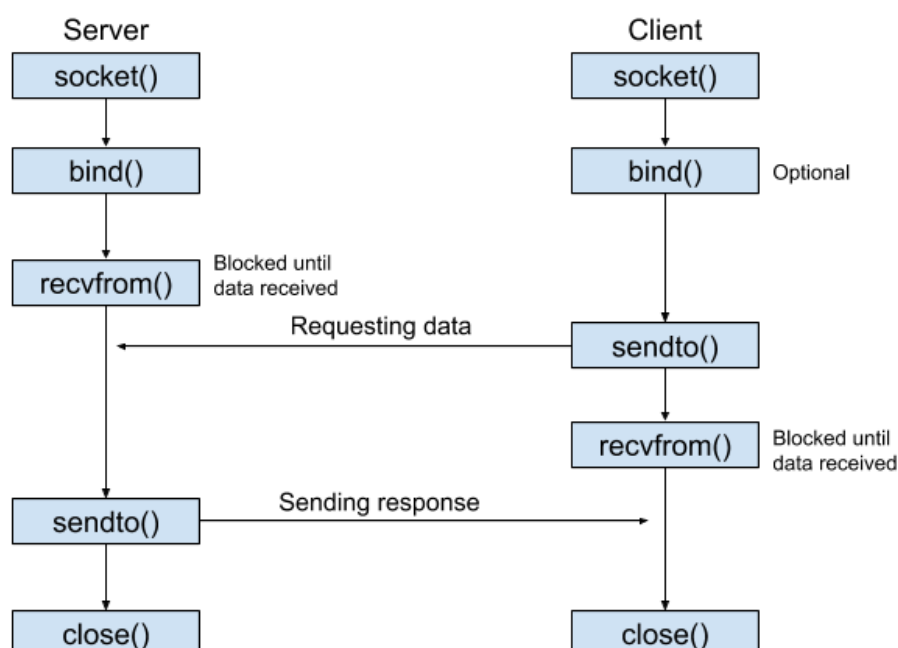 Server
Client
socket()
socket()
bind()
bind()
Optional
recvfrom()
Blocked until
data received
Requesting data
sendto()
recvfrom()
Blocked until
data received
Sending response
sendto()
close()
close()